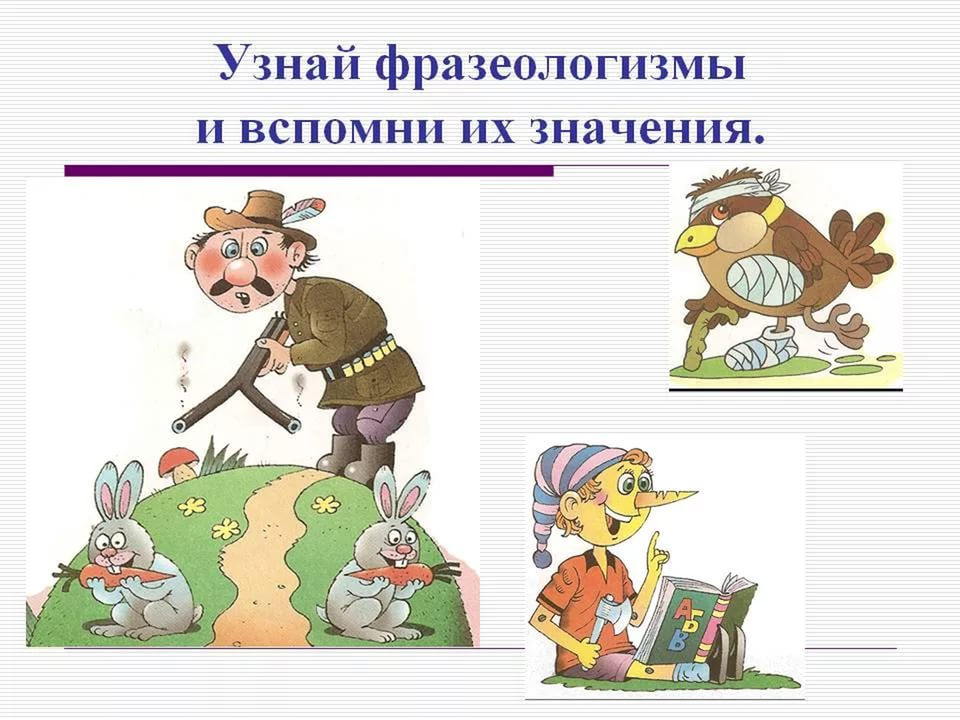 Узнай фразеологизмы
и вспомни их значения.
А
Б
В